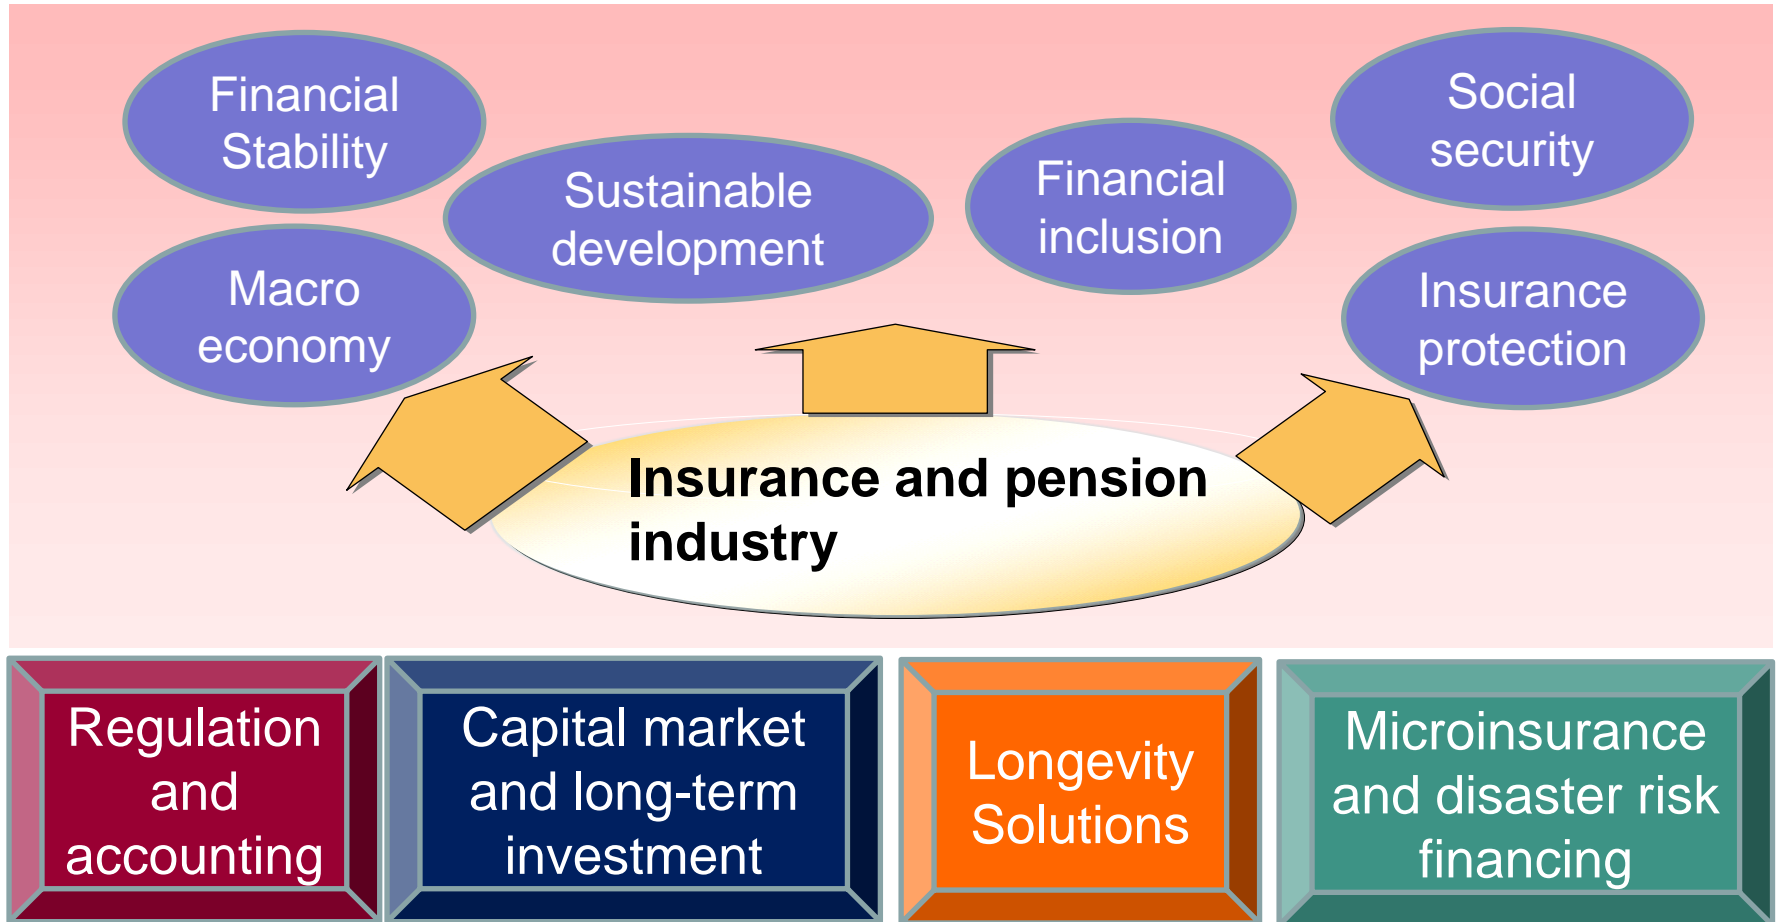 Financial
Stability
Sustainable
development
Financial
inclusion
Social
security
Macro
economy
Insurance
protection
Insurance and pension
industry
Regulation
and
accounting
Capital market
and long-term
investment
Longevity
Solutions
Microinsurance
and disaster risk
financing